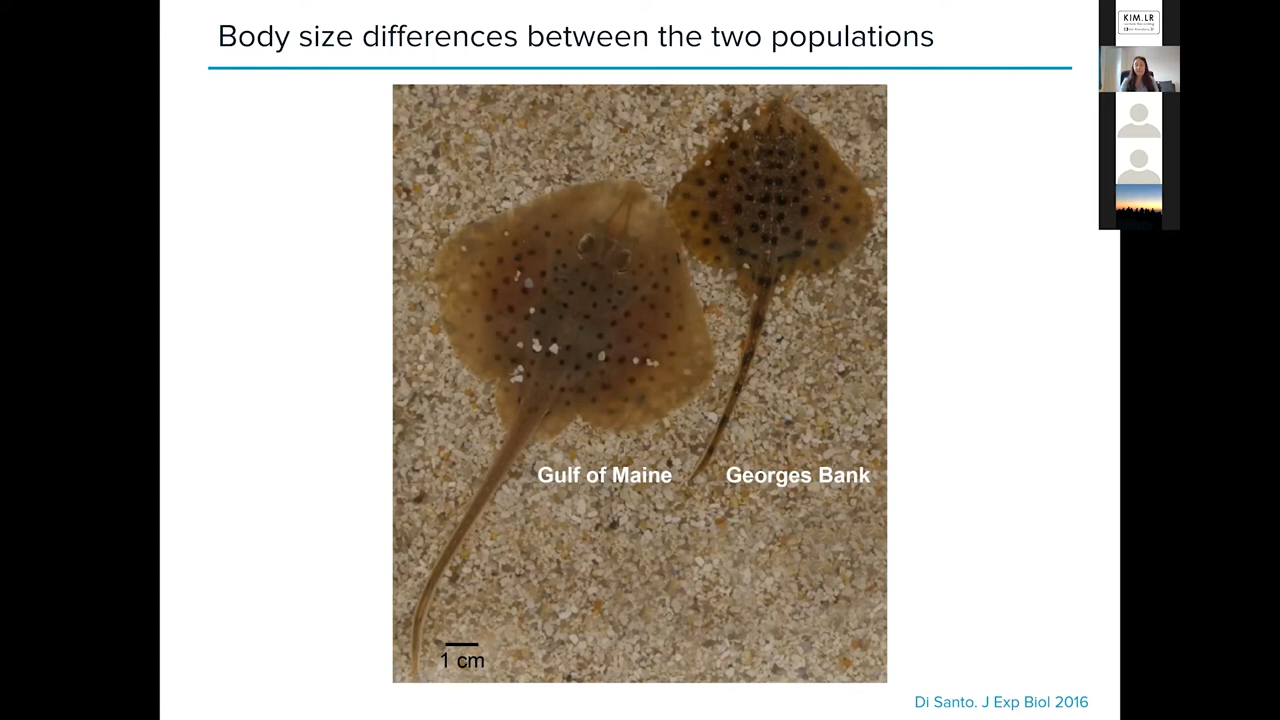 Body size differences between the two populations
KIM.LR
Gulf of Maine
Georges Bank
1 cm
Di Santo. J Exp Biol 2016